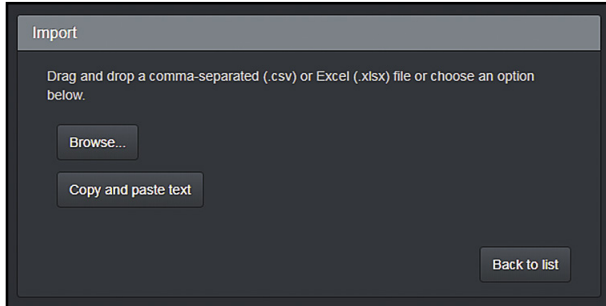 Import
Drag and drop a comma-separated (.csv) or Excel (.xlsx) file or choose an option
below.
Browse...
Copy and paste text
Back to list